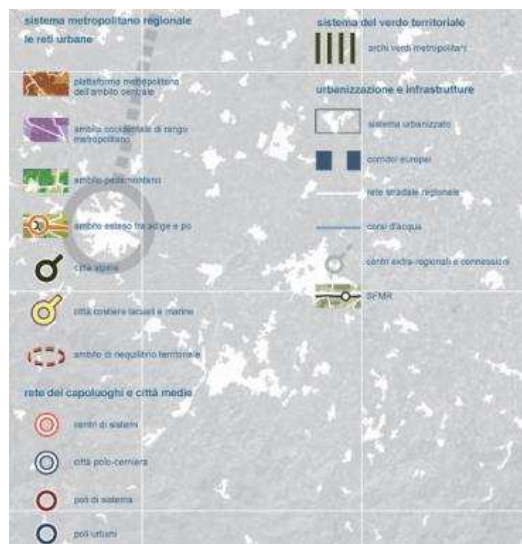 sistema metropolitano regionale
le reti urbane
piattaforma metropolitana
dell'ambito centrale
ambito occidentale di rango
metropolitano
ambito pedemontano
ambito esteso tra adige e po
città alpine
città costiere lacuali e marine
ambito di riequilibrio territoriale
rete dei capoluoghi e città medie
centri di sistemi
città polo-cerniera
poli di sistema
poli urbani
sistema del verde territoriale
archi verdi metropolitani
urbanizzazione e infrastrutture
sistema urbanizzato
corridoi europei
rete stradale regionale
corsi d'acqua
centri extra-regionali e connessioni
SFMR